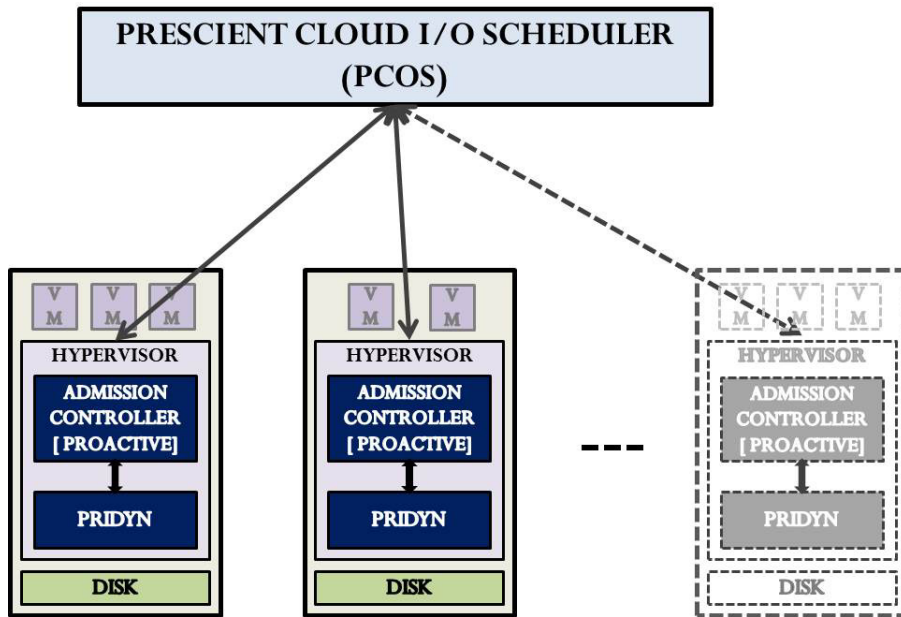 PRESCIENT CLOUD I/O SCHEDULER
(PCOS)
V
M
V
M
V
M
HYPERVISOR
ADMISSION
CONTROLLER
[ PROACTIVE]
PRIDYN
DISK
V
M
V
M
HYPERVISOR
ADMISSION
CONTROLLER
[ PROACTIVE]
PRIDYN
DISK
V
M
V
M
V
M
HYPERVISOR
ADMISSION
CONTROLLER
[ PROACTIVE]
PRIDYN
DISK